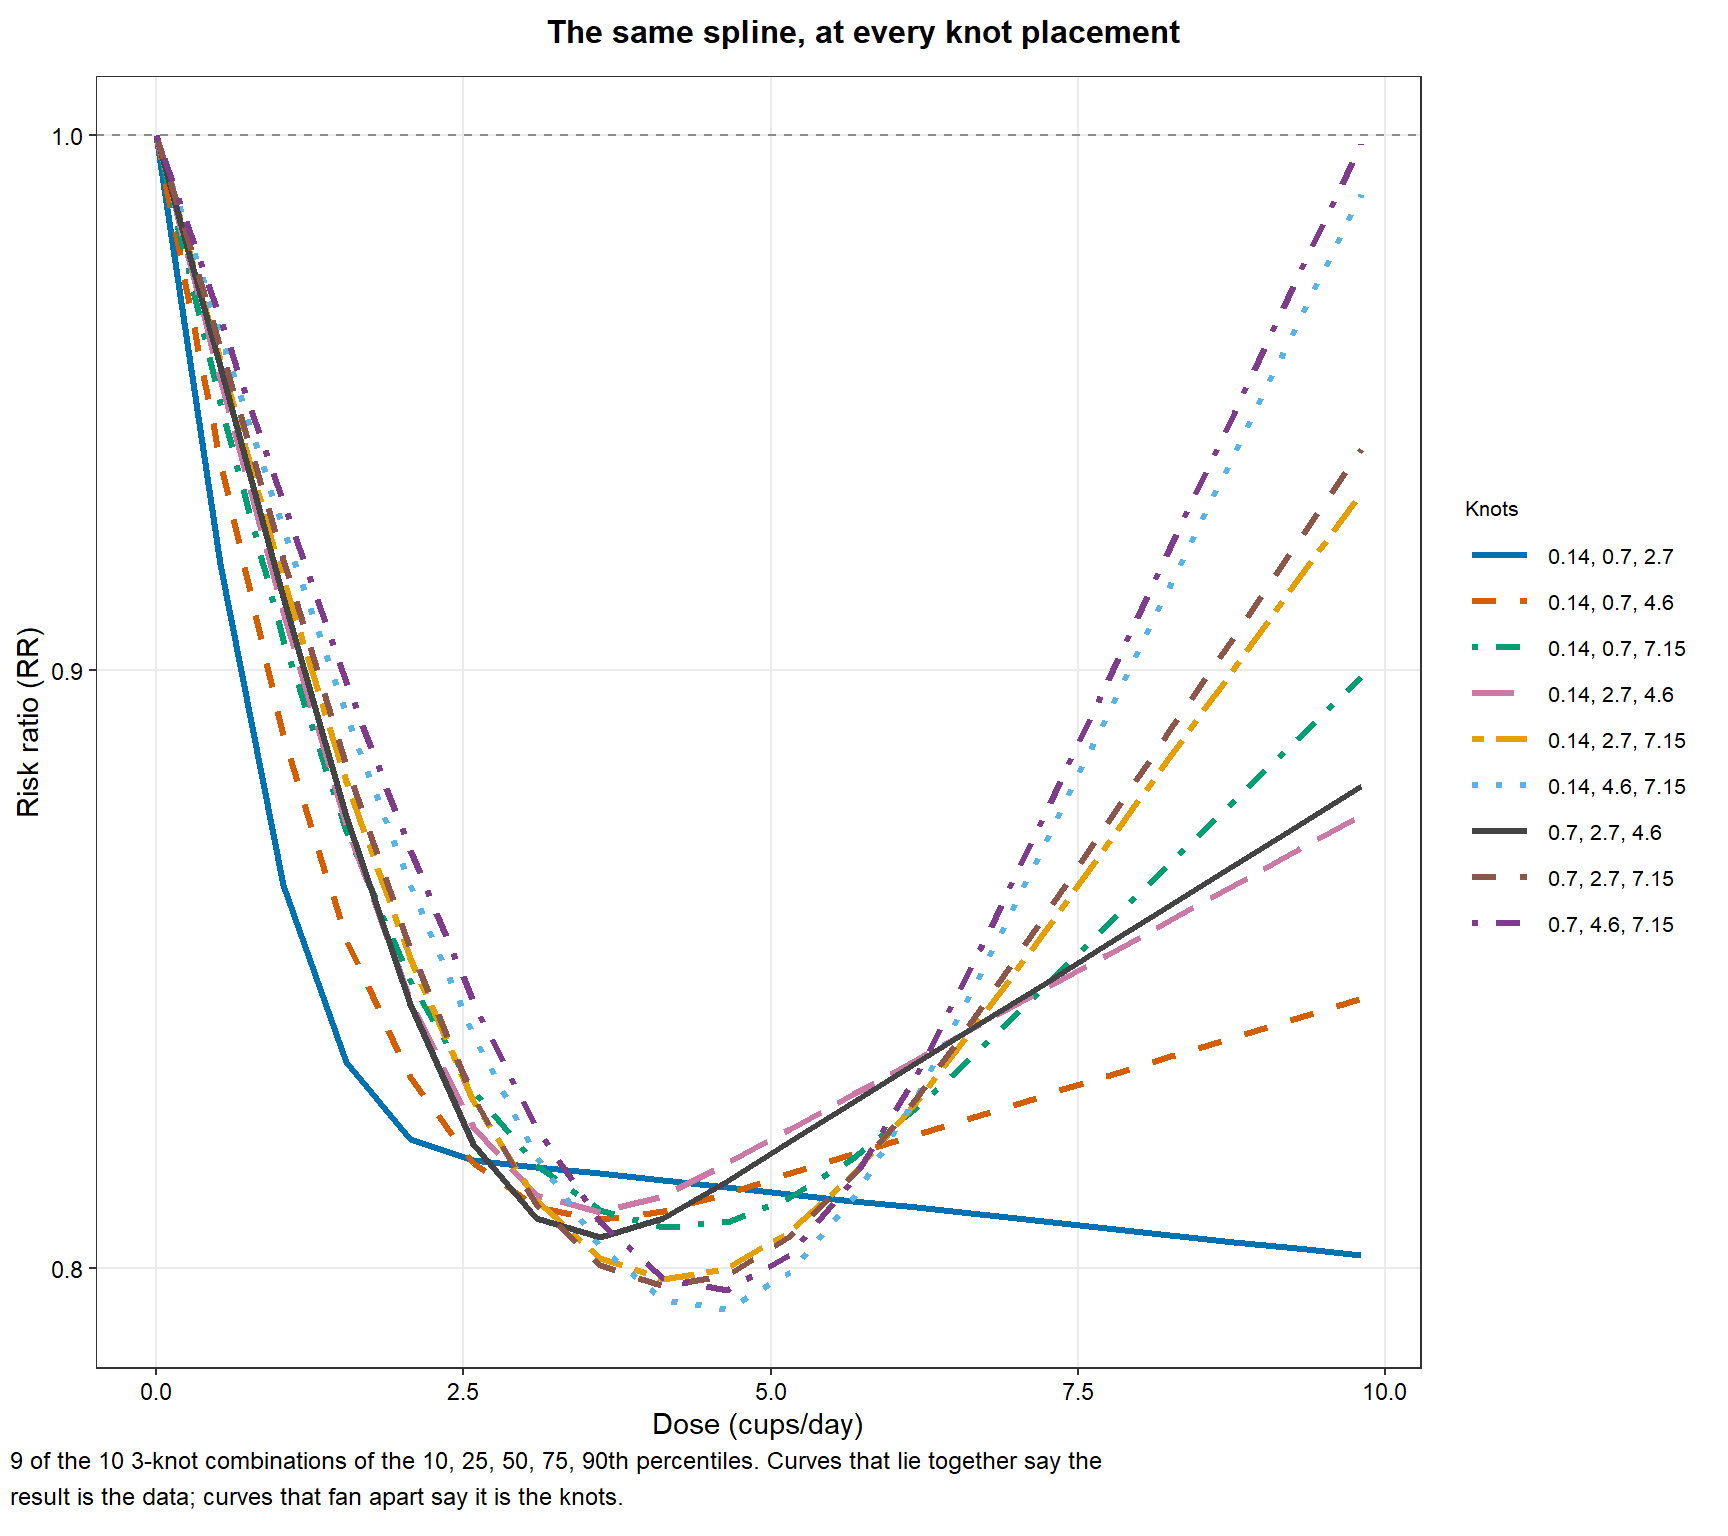 The same spline, at every knot placement
1.0
0.9
0.8
Risk ratio (RR)
0.0
2.5
5.0
7.5
10.0
Dose (cups/day)
Knots
0.14, 0.7, 2.7
0.14, 0.7, 4.6
0.14, 0.7, 7.15
0.14, 2.7, 4.6
0.14, 2.7, 7.15
0.14, 4.6, 7.15
0.7, 2.7, 4.6
0.7, 2.7, 7.15
0.7, 4.6, 7.15
9 of the 10 3-knot combinations of the 10, 25, 50, 75, 90th percentiles. Curves that lie together say the
result is the data; curves that fan apart say it is the knots.